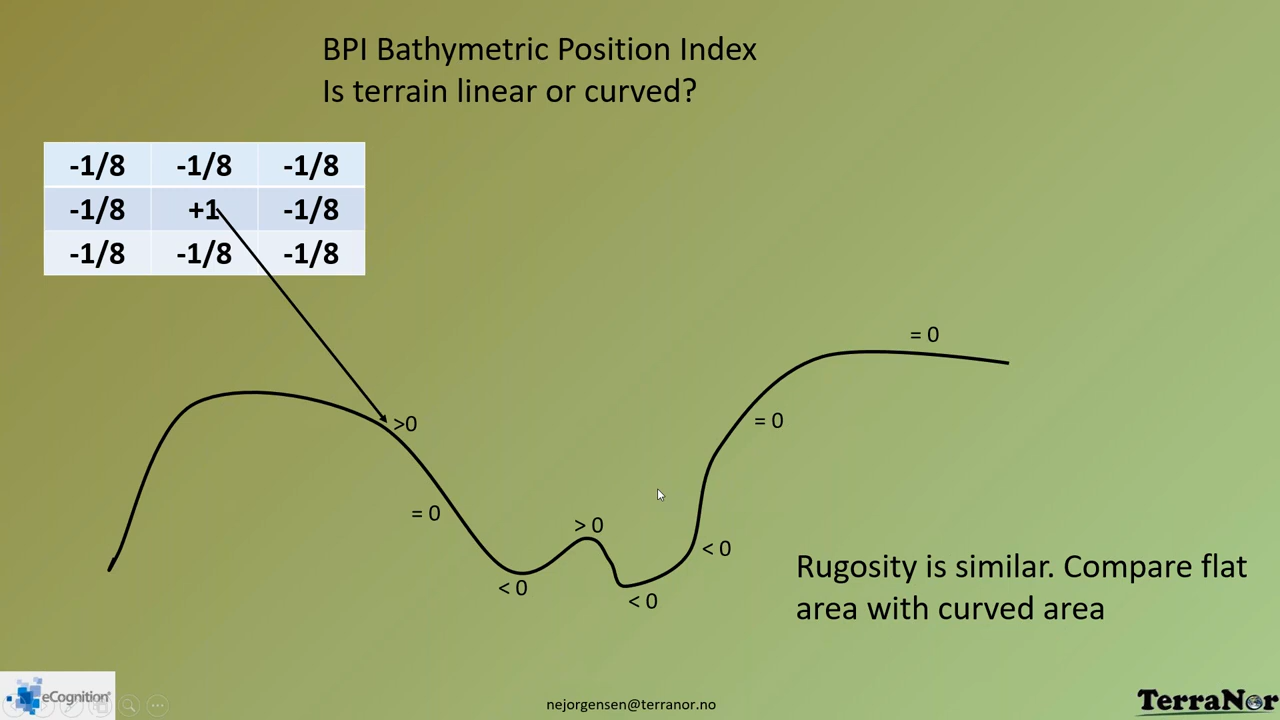 BPI Bathymetric Position Index
Is terrain linear or curved?
-1/8 -1/8 -1/8
-1/8 +1 -1/8
-1/8 -1/8 -1/8
= 0
>0
= 0
= 0
> 0
< 0
< 0
< 0
Rugosity is similar. Compare flat
area with curved area
eCognition
nejorgensen@terranor.no
TerraNor